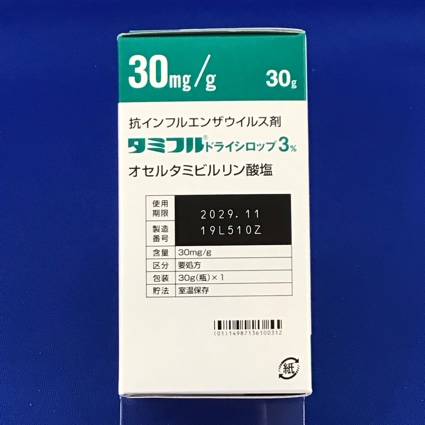 30mg/g 30g
抗インフルエンザウイルス剤
タミフル®ドライシロップ3%
オセルタミビルリン酸塩
使用期限 2029.11
製造番号 19L510Z
含量 30mg/g
区分 要処方
包装 30g(瓶)×1
貯法 室温保存
(01)14987136100312
紙